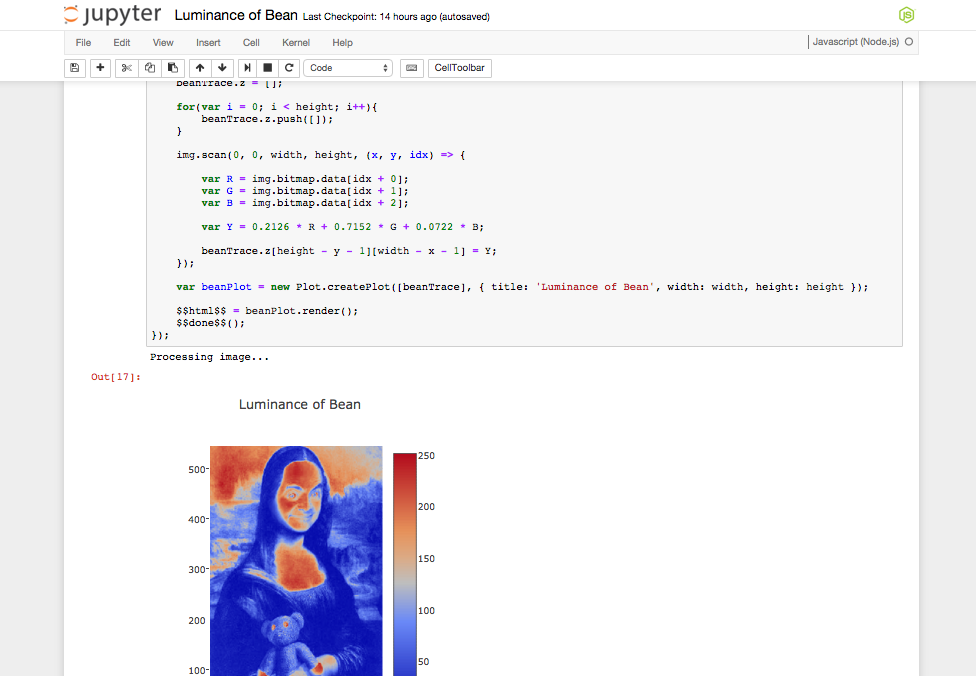 jupyter Luminance of Bean Last Checkpoint: 14 hours ago (autosaved)
JS
File Edit View Insert Cell Kernel Help Javascript (Node.js)
Code CellToolbar
beanTrace.z = [];
for(var i = 0; i < height; i++){
beanTrace.z.push([]);
}
img.scan(0, 0, width, height, (x, y, idx) => {
var R = img.bitmap.data[idx + 0];
var G = img.bitmap.data[idx + 1];
var B = img.bitmap.data[idx + 2];
var Y = 0.2126 * R + 0.7152 * G + 0.0722 * B;
beanTrace.z[height - y - 1][width - x - 1] = Y;
});
var beanPlot = new Plot.createPlot([beanTrace], { title: 'Luminance of Bean', width: width, height: height });
$$html$$ = beanPlot.render();
$$done$$();
});
Processing image...
Out[17]:
Luminance of Bean
500
400
300
200
100
250
200
150
100
50